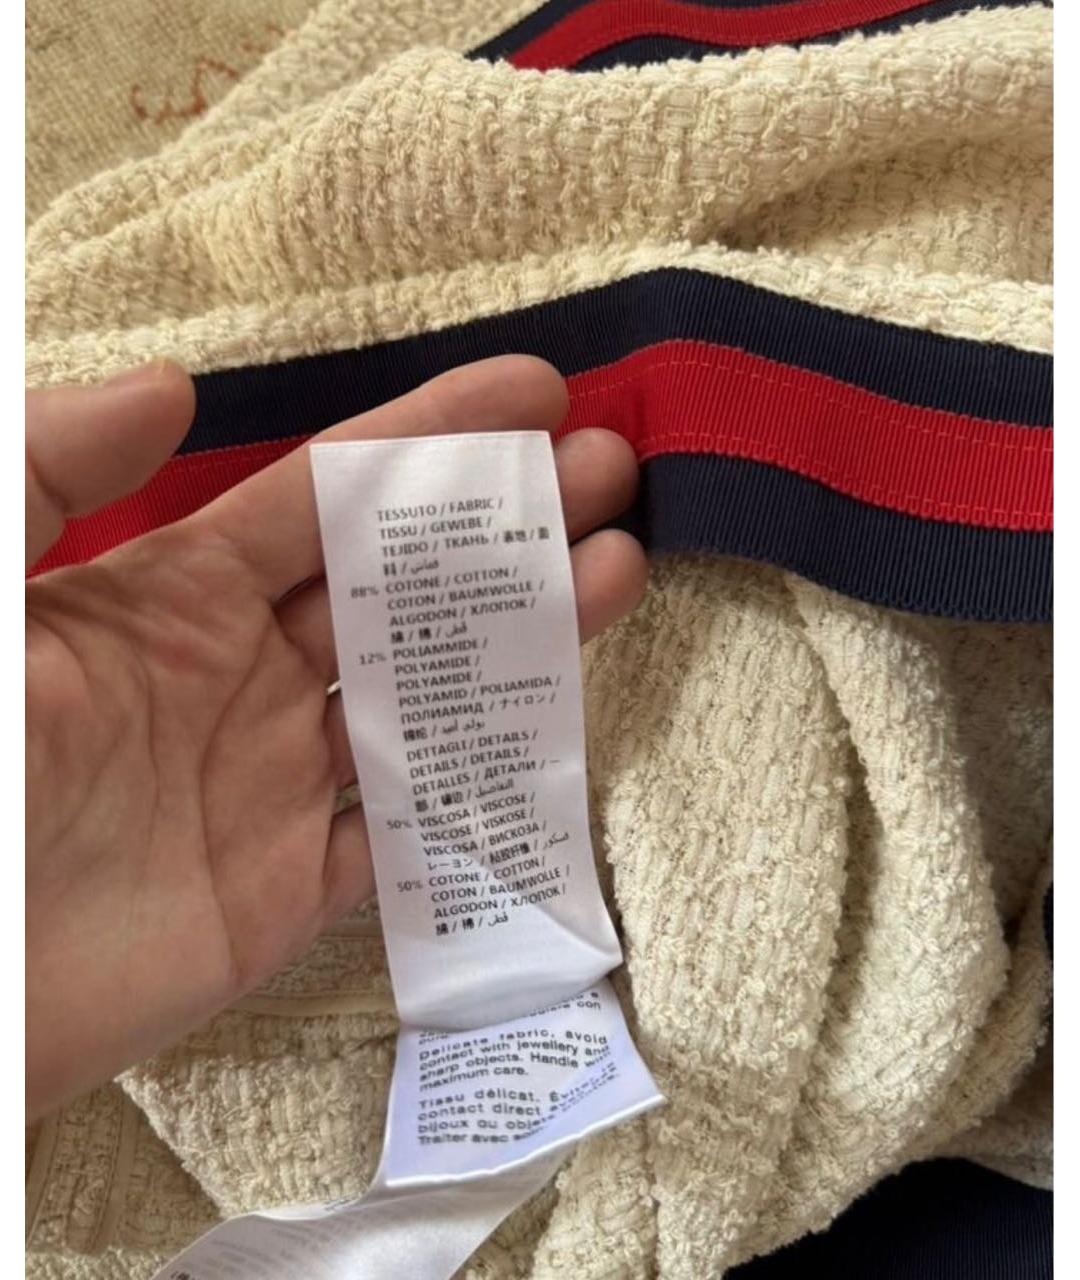 TESSUTO / FABRIC /
TISSU / GEWEBE /
TEJIDO / ТКАНЬ / 表地 / 面
料 / قماش
88% COTONE / COTTON /
COTON / BAUMWOLLE /
ALGODON / ХЛОПОК /
綿 / 棉 / قطن
12% POLIAMMIDE /
POLYAMIDE /
POLYAMIDE /
POLYAMID / POLIAMIDA /
ПОЛИАМИД / ナイロン /
锦纶 / بولي أميد
DETTAGLI / DETAILS /
DETAILS / DETAILS /
DETALLES / ДЕТАЛИ / 一
部 / 镶边 / التفاصيل
50% VISCOSA / VISCOSE /
VISCOSE / VISKOSE /
VISCOSA / ВИСКОЗА /
レーヨン / 粘胶纤维 / فسكوز
50% COTONE / COTTON /
COTON / BAUMWOLLE /
ALGODON / ХЛОПОК /
綿 / 棉 / قطن
con
Delicate fabric, avoid
contact with jewellery and
sharp objects. Handle with
maximum care.
Tissu délicat. Éviter
contact direct
bijoux ou objets
Traiter avec soin.